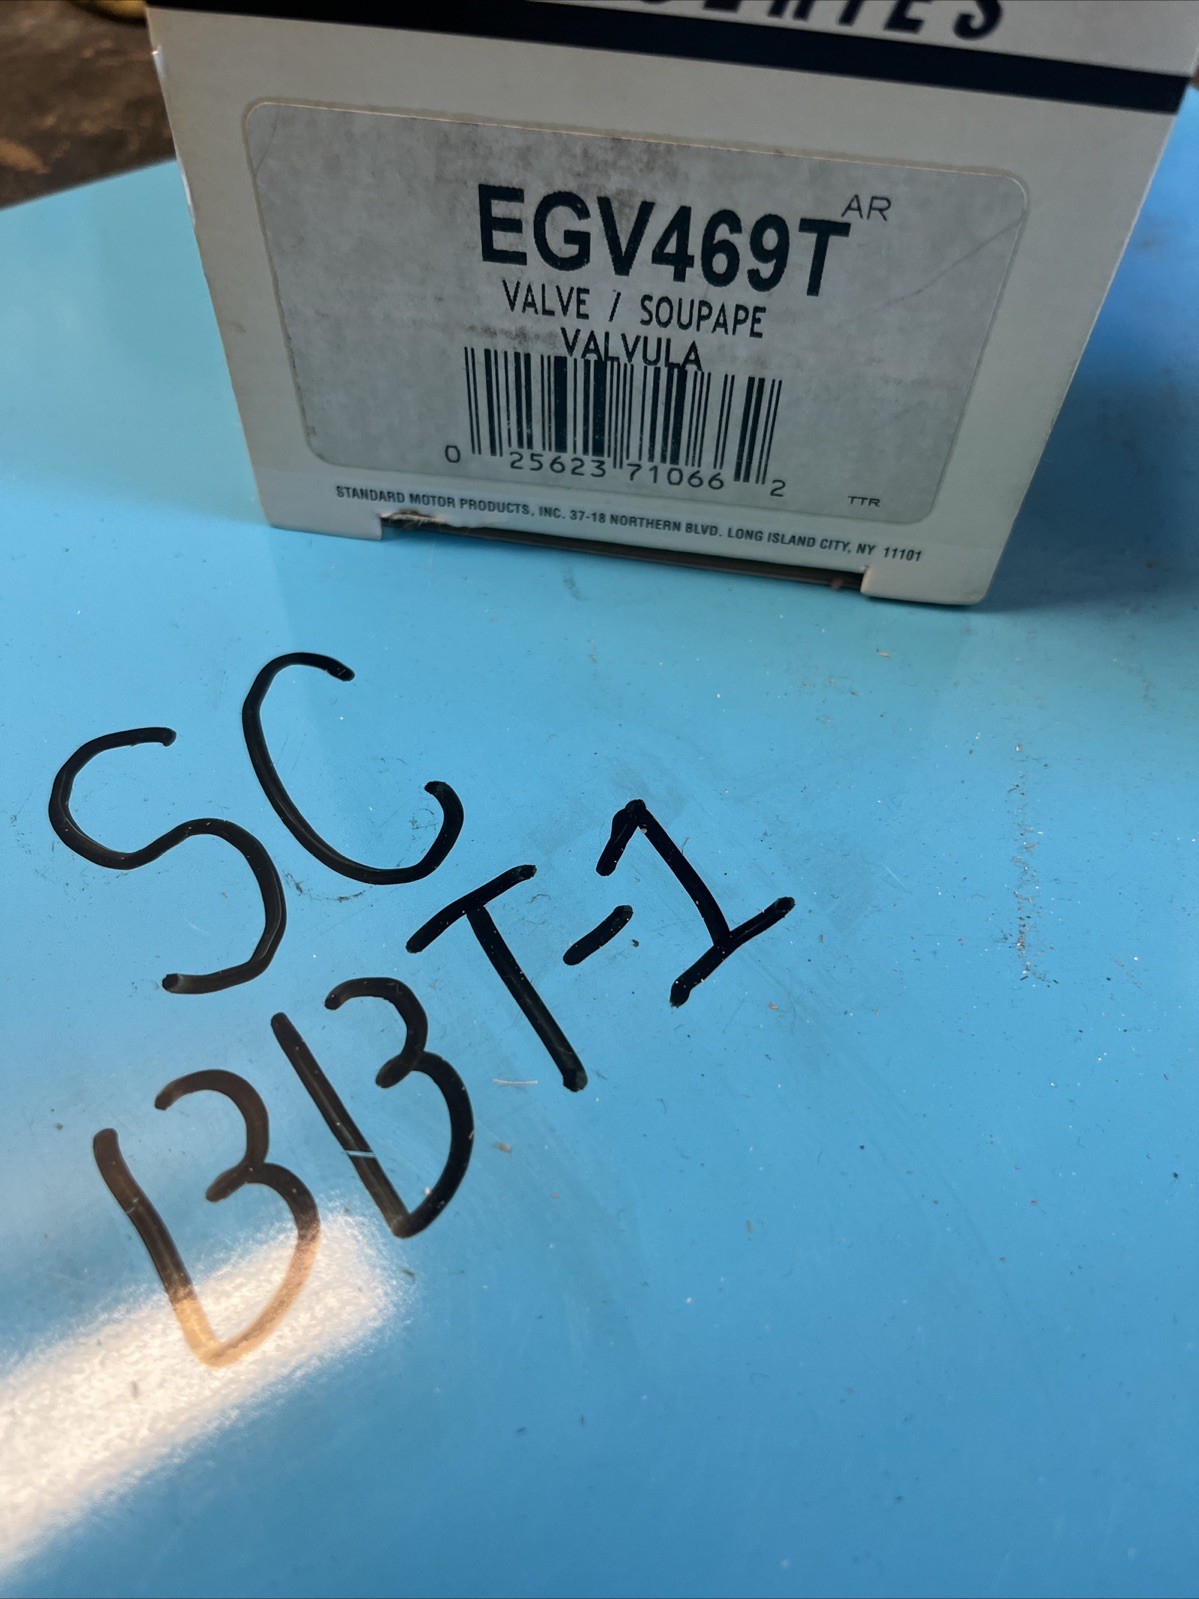 EGV469T AR
VALVE / SOUPAPE
VALVULA
0 25623 71066 2
TTR
STANDARD MOTOR PRODUCTS, INC. 37-18 NORTHERN BLVD. LONG ISLAND CITY, NY 11101
SC
BBT-1